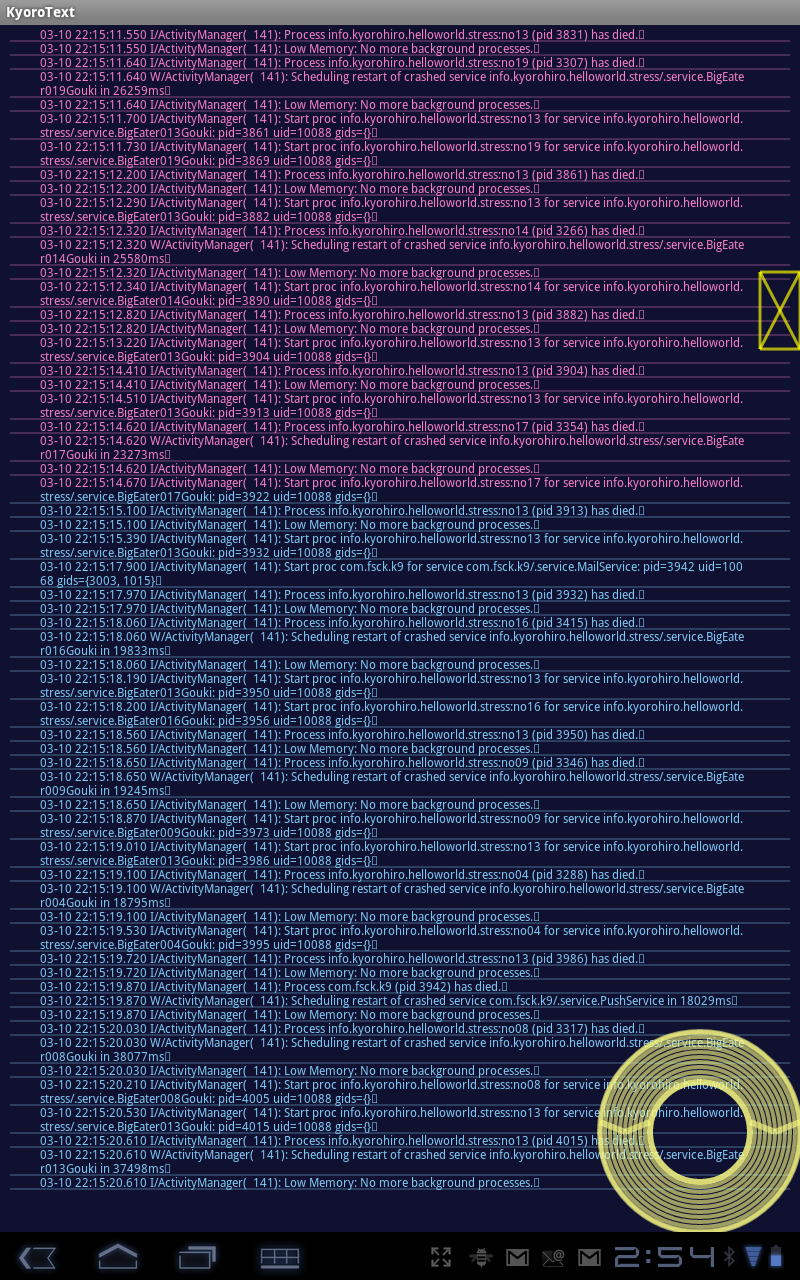 KyoroText
03-10 22:15:11.550 I/ActivityManager(  141): Process info.kyorohiro.helloworld.stress:no13 (pid 3831) has died.
03-10 22:15:11.550 I/ActivityManager(  141): Low Memory: No more background processes.
03-10 22:15:11.640 I/ActivityManager(  141): Process info.kyorohiro.helloworld.stress:no19 (pid 3307) has died.
03-10 22:15:11.640 W/ActivityManager(  141): Scheduling restart of crashed service info.kyorohiro.helloworld.stress/.service.BigEate
r019Gouki in 26259ms
03-10 22:15:11.640 I/ActivityManager(  141): Low Memory: No more background processes.
03-10 22:15:11.700 I/ActivityManager(  141): Start proc info.kyorohiro.helloworld.stress:no13 for service info.kyorohiro.helloworld.
stress/.service.BigEater013Gouki: pid=3861 uid=10088 gids={}
03-10 22:15:11.730 I/ActivityManager(  141): Start proc info.kyorohiro.helloworld.stress:no19 for service info.kyorohiro.helloworld.
stress/.service.BigEater019Gouki: pid=3869 uid=10088 gids={}
03-10 22:15:12.200 I/ActivityManager(  141): Process info.kyorohiro.helloworld.stress:no13 (pid 3861) has died.
03-10 22:15:12.200 I/ActivityManager(  141): Low Memory: No more background processes.
03-10 22:15:12.290 I/ActivityManager(  141): Start proc info.kyorohiro.helloworld.stress:no13 for service info.kyorohiro.helloworld.
stress/.service.BigEater013Gouki: pid=3882 uid=10088 gids={}
03-10 22:15:12.320 I/ActivityManager(  141): Process info.kyorohiro.helloworld.stress:no14 (pid 3266) has died.
03-10 22:15:12.320 W/ActivityManager(  141): Scheduling restart of crashed service info.kyorohiro.helloworld.stress/.service.BigEate
r014Gouki in 25580ms
03-10 22:15:12.320 I/ActivityManager(  141): Low Memory: No more background processes.
03-10 22:15:12.340 I/ActivityManager(  141): Start proc info.kyorohiro.helloworld.stress:no14 for service info.kyorohiro.helloworld.
stress/.service.BigEater014Gouki: pid=3890 uid=10088 gids={}
03-10 22:15:12.820 I/ActivityManager(  141): Process info.kyorohiro.helloworld.stress:no13 (pid 3882) has died.
03-10 22:15:12.820 I/ActivityManager(  141): Low Memory: No more background processes.
03-10 22:15:13.220 I/ActivityManager(  141): Start proc info.kyorohiro.helloworld.stress:no13 for service info.kyorohiro.helloworld.
stress/.service.BigEater013Gouki: pid=3904 uid=10088 gids={}
03-10 22:15:14.410 I/ActivityManager(  141): Process info.kyorohiro.helloworld.stress:no13 (pid 3904) has died.
03-10 22:15:14.410 I/ActivityManager(  141): Low Memory: No more background processes.
03-10 22:15:14.510 I/ActivityManager(  141): Start proc info.kyorohiro.helloworld.stress:no13 for service info.kyorohiro.helloworld.
stress/.service.BigEater013Gouki: pid=3913 uid=10088 gids={}
03-10 22:15:14.620 I/ActivityManager(  141): Process info.kyorohiro.helloworld.stress:no17 (pid 3354) has died.
03-10 22:15:14.620 W/ActivityManager(  141): Scheduling restart of crashed service info.kyorohiro.helloworld.stress/.service.BigEate
r017Gouki in 23273ms
03-10 22:15:14.620 I/ActivityManager(  141): Low Memory: No more background processes.
03-10 22:15:14.670 I/ActivityManager(  141): Start proc info.kyorohiro.helloworld.stress:no17 for service info.kyorohiro.helloworld.
stress/.service.BigEater017Gouki: pid=3922 uid=10088 gids={}
03-10 22:15:15.100 I/ActivityManager(  141): Process info.kyorohiro.helloworld.stress:no13 (pid 3913) has died.
03-10 22:15:15.100 I/ActivityManager(  141): Low Memory: No more background processes.
03-10 22:15:15.390 I/ActivityManager(  141): Start proc info.kyorohiro.helloworld.stress:no13 for service info.kyorohiro.helloworld.
stress/.service.BigEater013Gouki: pid=3932 uid=10088 gids={}
03-10 22:15:17.900 I/ActivityManager(  141): Start proc com.fsck.k9 for service com.fsck.k9/.service.MailService: pid=3942 uid=100
68 gids={3003, 1015}
03-10 22:15:17.970 I/ActivityManager(  141): Process info.kyorohiro.helloworld.stress:no13 (pid 3932) has died.
03-10 22:15:17.970 I/ActivityManager(  141): Low Memory: No more background processes.
03-10 22:15:18.060 I/ActivityManager(  141): Process info.kyorohiro.helloworld.stress:no16 (pid 3415) has died.
03-10 22:15:18.060 W/ActivityManager(  141): Scheduling restart of crashed service info.kyorohiro.helloworld.stress/.service.BigEate
r016Gouki in 19833ms
03-10 22:15:18.060 I/ActivityManager(  141): Low Memory: No more background processes.
03-10 22:15:18.190 I/ActivityManager(  141): Start proc info.kyorohiro.helloworld.stress:no13 for service info.kyorohiro.helloworld.
stress/.service.BigEater013Gouki: pid=3950 uid=10088 gids={}
03-10 22:15:18.200 I/ActivityManager(  141): Start proc info.kyorohiro.helloworld.stress:no16 for service info.kyorohiro.helloworld.
stress/.service.BigEater016Gouki: pid=3956 uid=10088 gids={}
03-10 22:15:18.560 I/ActivityManager(  141): Process info.kyorohiro.helloworld.stress:no13 (pid 3950) has died.
03-10 22:15:18.560 I/ActivityManager(  141): Low Memory: No more background processes.
03-10 22:15:18.650 I/ActivityManager(  141): Process info.kyorohiro.helloworld.stress:no09 (pid 3346) has died.
03-10 22:15:18.650 W/ActivityManager(  141): Scheduling restart of crashed service info.kyorohiro.helloworld.stress/.service.BigEate
r009Gouki in 19245ms
03-10 22:15:18.650 I/ActivityManager(  141): Low Memory: No more background processes.
03-10 22:15:18.870 I/ActivityManager(  141): Start proc info.kyorohiro.helloworld.stress:no09 for service info.kyorohiro.helloworld.
stress/.service.BigEater009Gouki: pid=3973 uid=10088 gids={}
03-10 22:15:19.010 I/ActivityManager(  141): Start proc info.kyorohiro.helloworld.stress:no13 for service info.kyorohiro.helloworld.
stress/.service.BigEater013Gouki: pid=3986 uid=10088 gids={}
03-10 22:15:19.100 I/ActivityManager(  141): Process info.kyorohiro.helloworld.stress:no04 (pid 3288) has died.
03-10 22:15:19.100 W/ActivityManager(  141): Scheduling restart of crashed service info.kyorohiro.helloworld.stress/.service.BigEate
r004Gouki in 18795ms
03-10 22:15:19.100 I/ActivityManager(  141): Low Memory: No more background processes.
03-10 22:15:19.530 I/ActivityManager(  141): Start proc info.kyorohiro.helloworld.stress:no04 for service info.kyorohiro.helloworld.
stress/.service.BigEater004Gouki: pid=3995 uid=10088 gids={}
03-10 22:15:19.720 I/ActivityManager(  141): Process info.kyorohiro.helloworld.stress:no13 (pid 3986) has died.
03-10 22:15:19.720 I/ActivityManager(  141): Low Memory: No more background processes.
03-10 22:15:19.870 I/ActivityManager(  141): Process com.fsck.k9 (pid 3942) has died.
03-10 22:15:19.870 W/ActivityManager(  141): Scheduling restart of crashed service com.fsck.k9/.service.PushService in 18029ms
03-10 22:15:19.870 I/ActivityManager(  141): Low Memory: No more background processes.
03-10 22:15:20.030 I/ActivityManager(  141): Process info.kyorohiro.helloworld.stress:no08 (pid 3317) has died.
03-10 22:15:20.030 W/ActivityManager(  141): Scheduling restart of crashed service info.kyorohiro.helloworld.stress/.service.BigEate
r008Gouki in 38077ms
03-10 22:15:20.030 I/ActivityManager(  141): Low Memory: No more background processes.
03-10 22:15:20.210 I/ActivityManager(  141): Start proc info.kyorohiro.helloworld.stress:no08 for service info.kyorohiro.helloworld.
stress/.service.BigEater008Gouki: pid=4005 uid=10088 gids={}
03-10 22:15:20.530 I/ActivityManager(  141): Start proc info.kyorohiro.helloworld.stress:no13 for service info.kyorohiro.helloworld.
stress/.service.BigEater013Gouki: pid=4015 uid=10088 gids={}
03-10 22:15:20.610 I/ActivityManager(  141): Process info.kyorohiro.helloworld.stress:no13 (pid 4015) has died.
03-10 22:15:20.610 W/ActivityManager(  141): Scheduling restart of crashed service info.kyorohiro.helloworld.stress/.service.BigEate
r013Gouki in 37498ms
03-10 22:15:20.610 I/ActivityManager(  141): Low Memory: No more background processes.
2:54